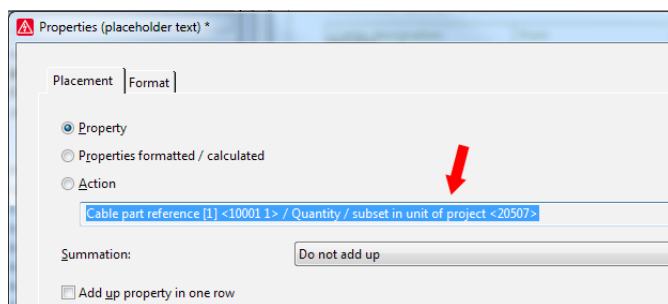 Properties (placeholder text) *
Placement Format
Property
Properties formatted / calculated
Action
Cable part reference [1] <10001 1> / Quantity / subset in unit of project <20507>
Summation: Do not add up
Add up property in one row